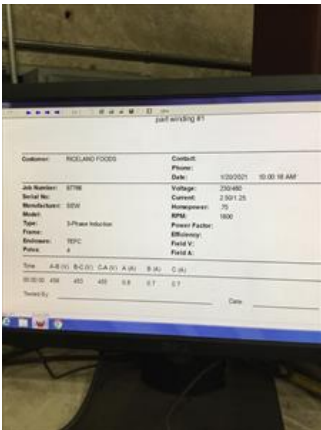 part winding #1
Customer: RICELAND FOODS Contact:
Phone:
Date: 1/20/2021 10:00:18 AM
Job Number: 87798 Voltage: 230/460
Serial No: Current: 2.50/1.25
Manufacturer: SEW Horsepower: .75
Model: RPM: 1800
Type: 3-Phase Induction Power Factor:
Frame: Efficiency:
Enclosure: TEFC Field V:
Poles: 4 Field A:
Time A-B (V) B-C (V) C-A (V) A (A) B (A) C (A)
00:00:00 456 453 0.8 0.7 0.7
Tested By: Date: